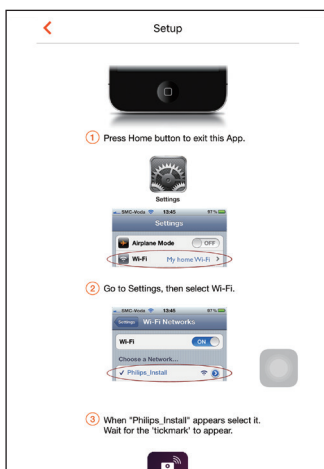 Setup
1 Press Home button to exit this App.
Settings
SMC-Voda 13:45 97%
Settings
Airplane Mode OFF
Wi-Fi My home Wi-Fi
2 Go to Settings, then select Wi-Fi.
SMC-Voda 13:45 97%
Settings Wi-Fi Networks
Wi-Fi ON
Choose a Network...
✓ Philips_Install
3 When "Philips_Install" appears select it.
Wait for the 'tickmark' to appear.